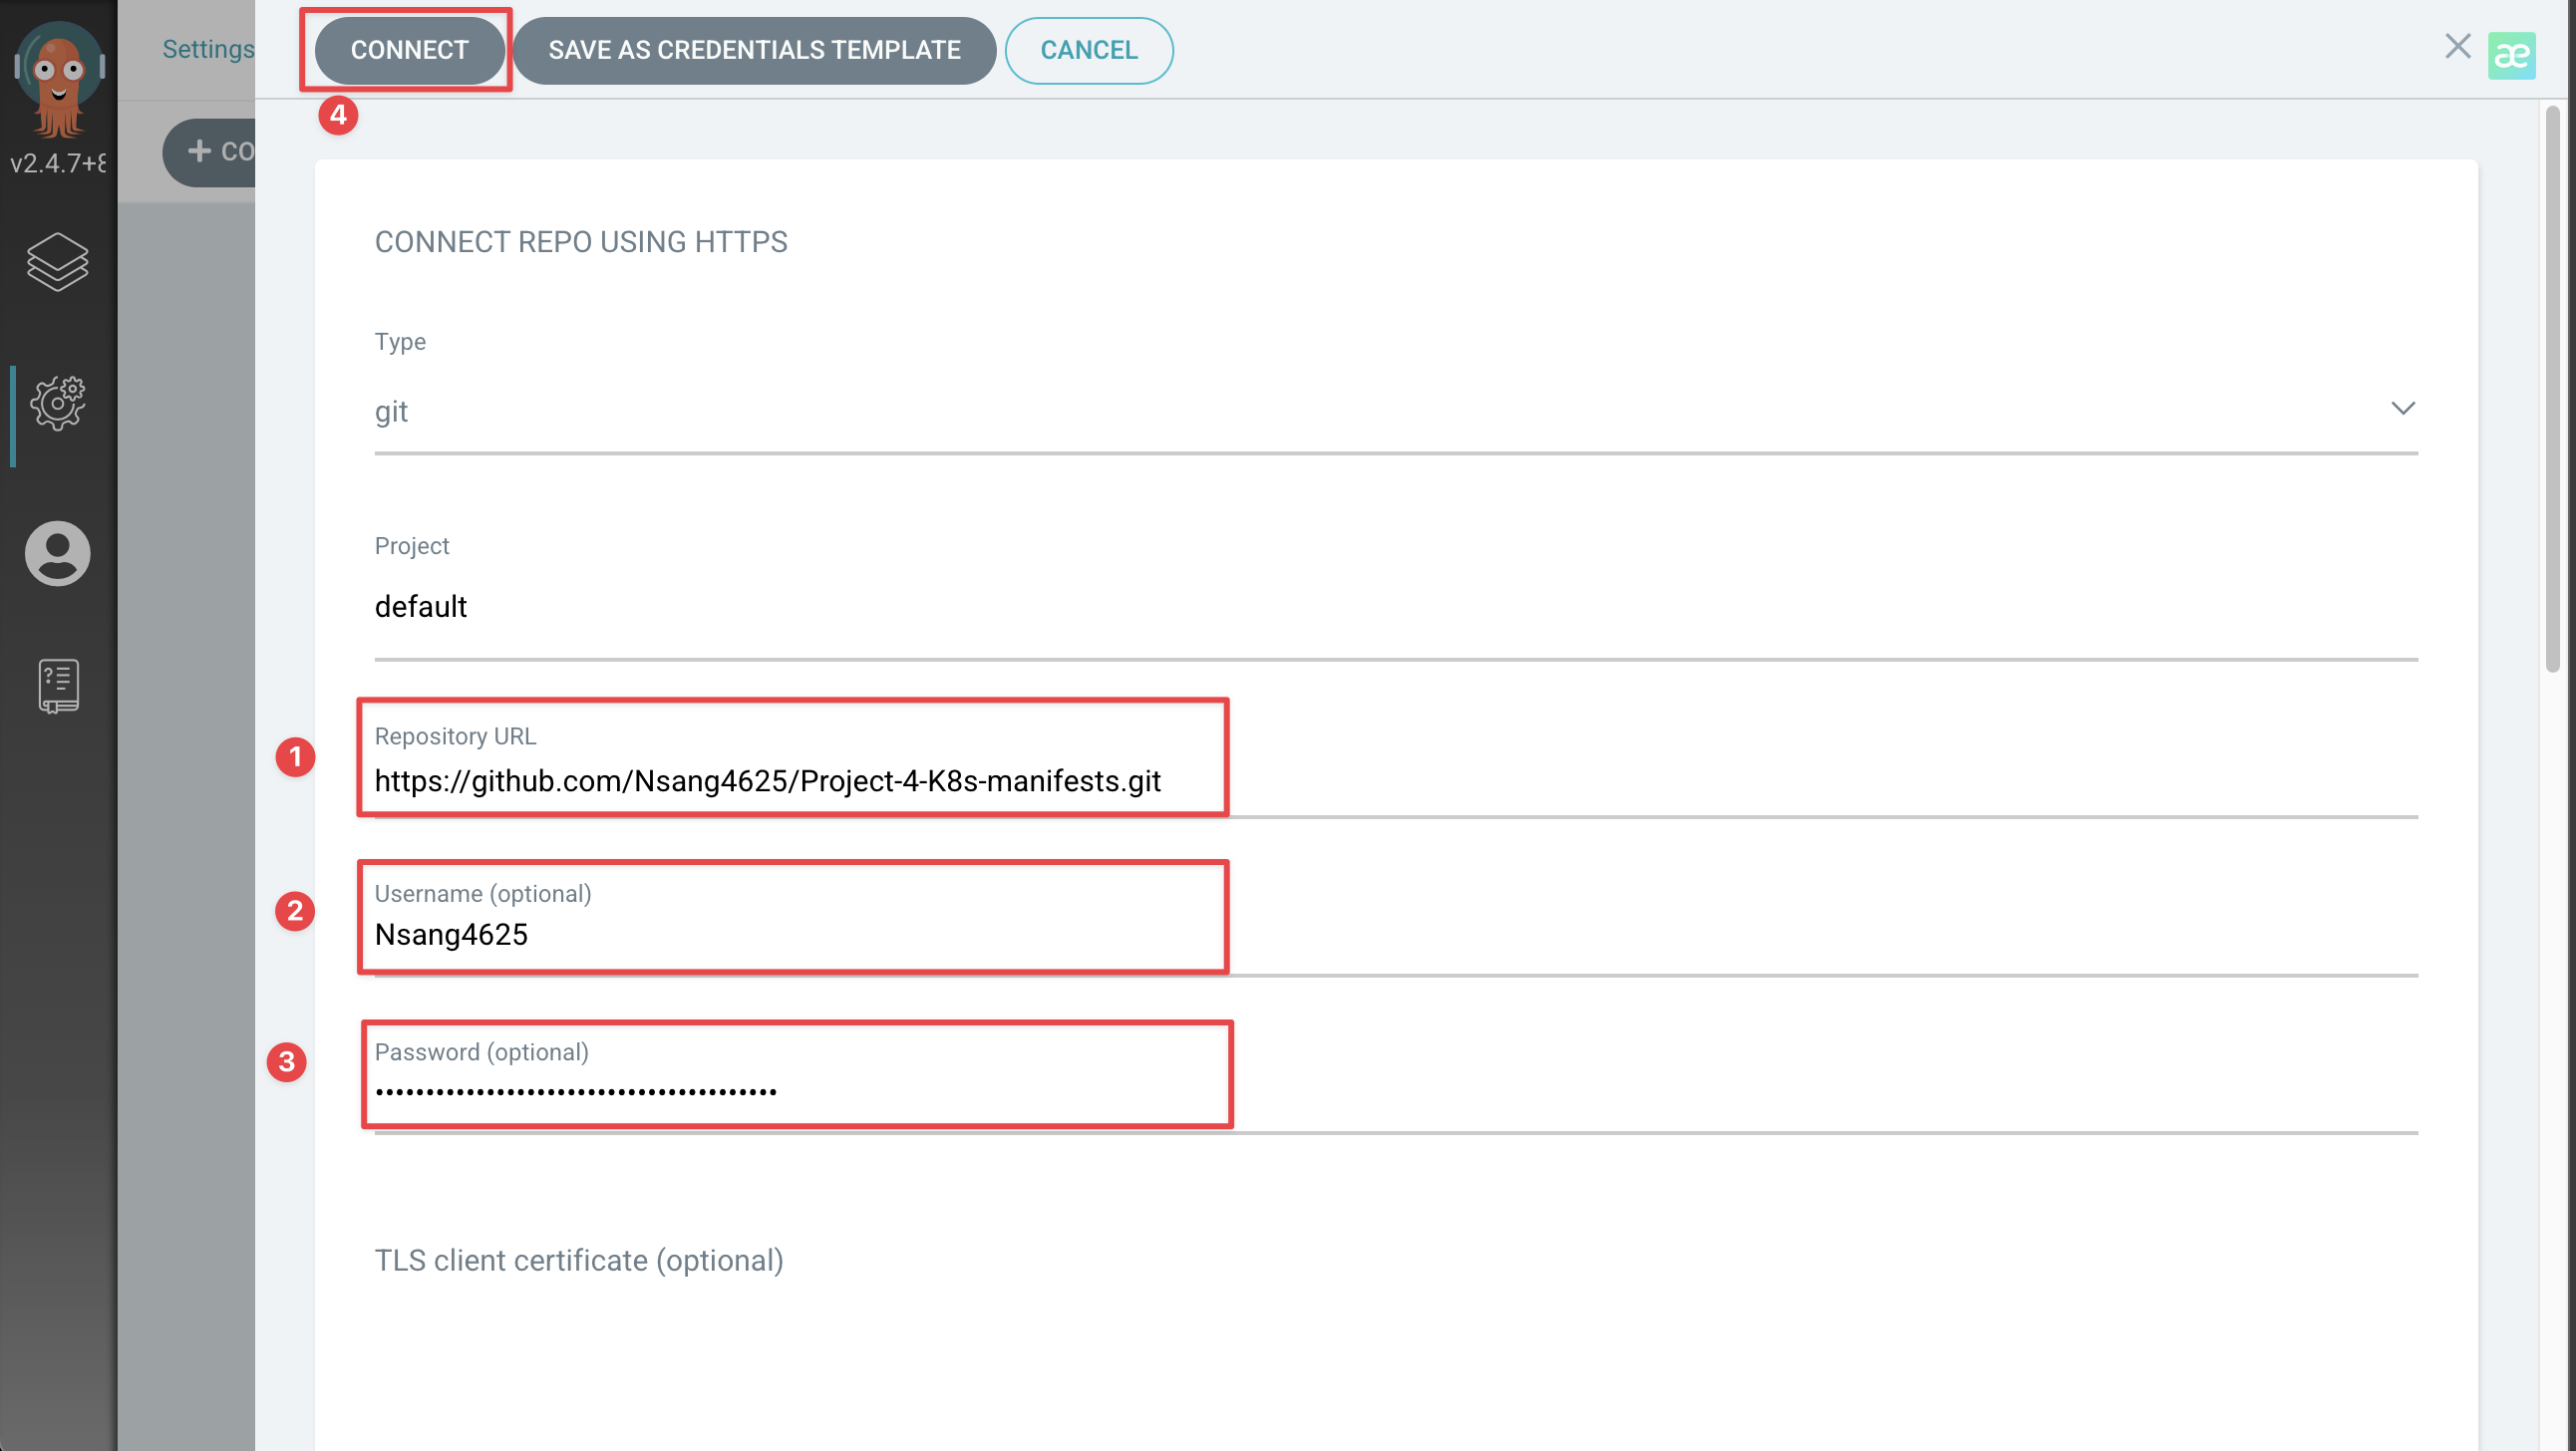 Settings
CONNECT
SAVE AS CREDENTIALS TEMPLATE
CANCEL
æ
4
v2.4.7+8
+ CO
CONNECT REPO USING HTTPS
Type
git
Project
default
1
Repository URL
https://github.com/Nsang4625/Project-4-K8s-manifests.git
2
Username (optional)
Nsang4625
3
Password (optional)
••••••••••••••••••••••••••••••••••••••••
TLS client certificate (optional)